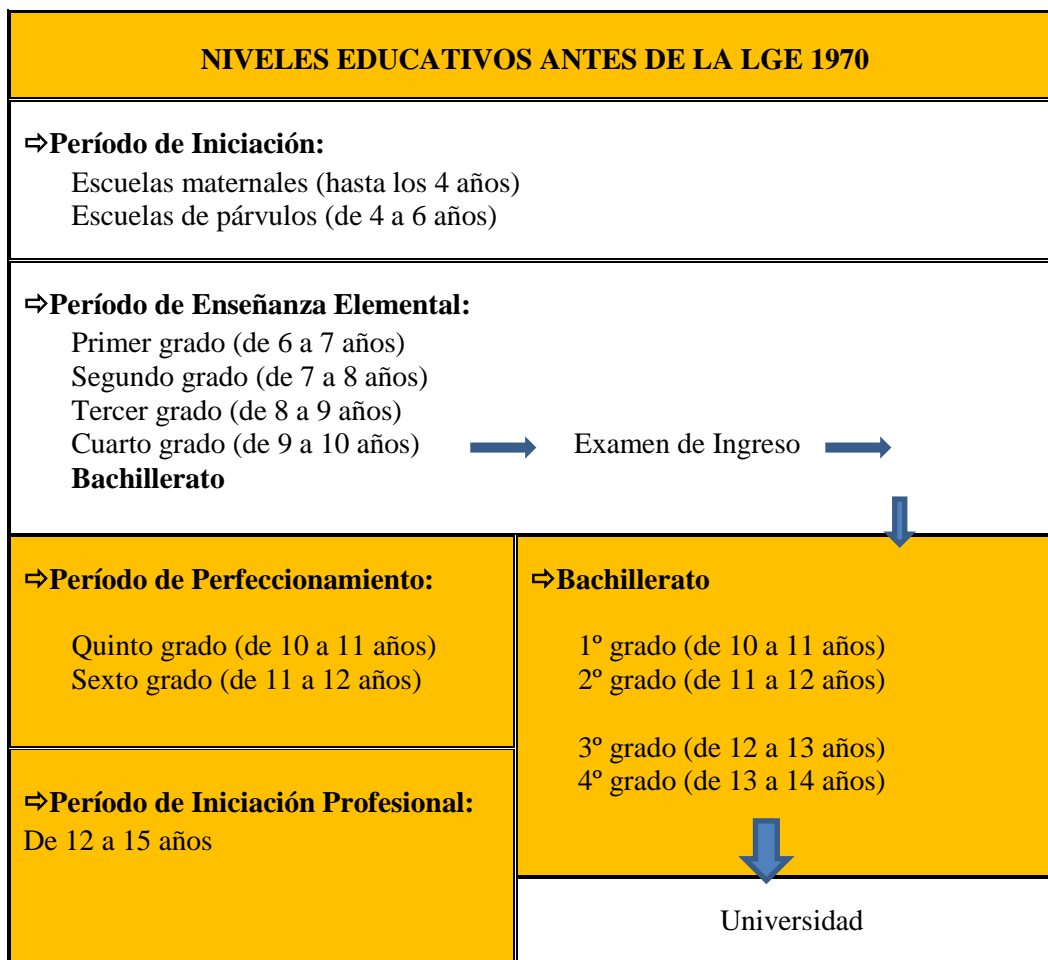 NIVELES EDUCATIVOS ANTES DE LA LGE 1970
⇨Período de Iniciación:
Escuelas maternales (hasta los 4 años)
Escuelas de párvulos (de 4 a 6 años)
⇨Período de Enseñanza Elemental:
Primer grado (de 6 a 7 años)
Segundo grado (de 7 a 8 años)
Tercer grado (de 8 a 9 años)
Cuarto grado (de 9 a 10 años) Examen de Ingreso
Bachillerato
⇨Período de Perfeccionamiento:
Quinto grado (de 10 a 11 años)
Sexto grado (de 11 a 12 años)
⇨Período de Iniciación Profesional:
De 12 a 15 años
⇨Bachillerato
1º grado (de 10 a 11 años)
2º grado (de 11 a 12 años)
3º grado (de 12 a 13 años)
4º grado (de 13 a 14 años)
Universidad